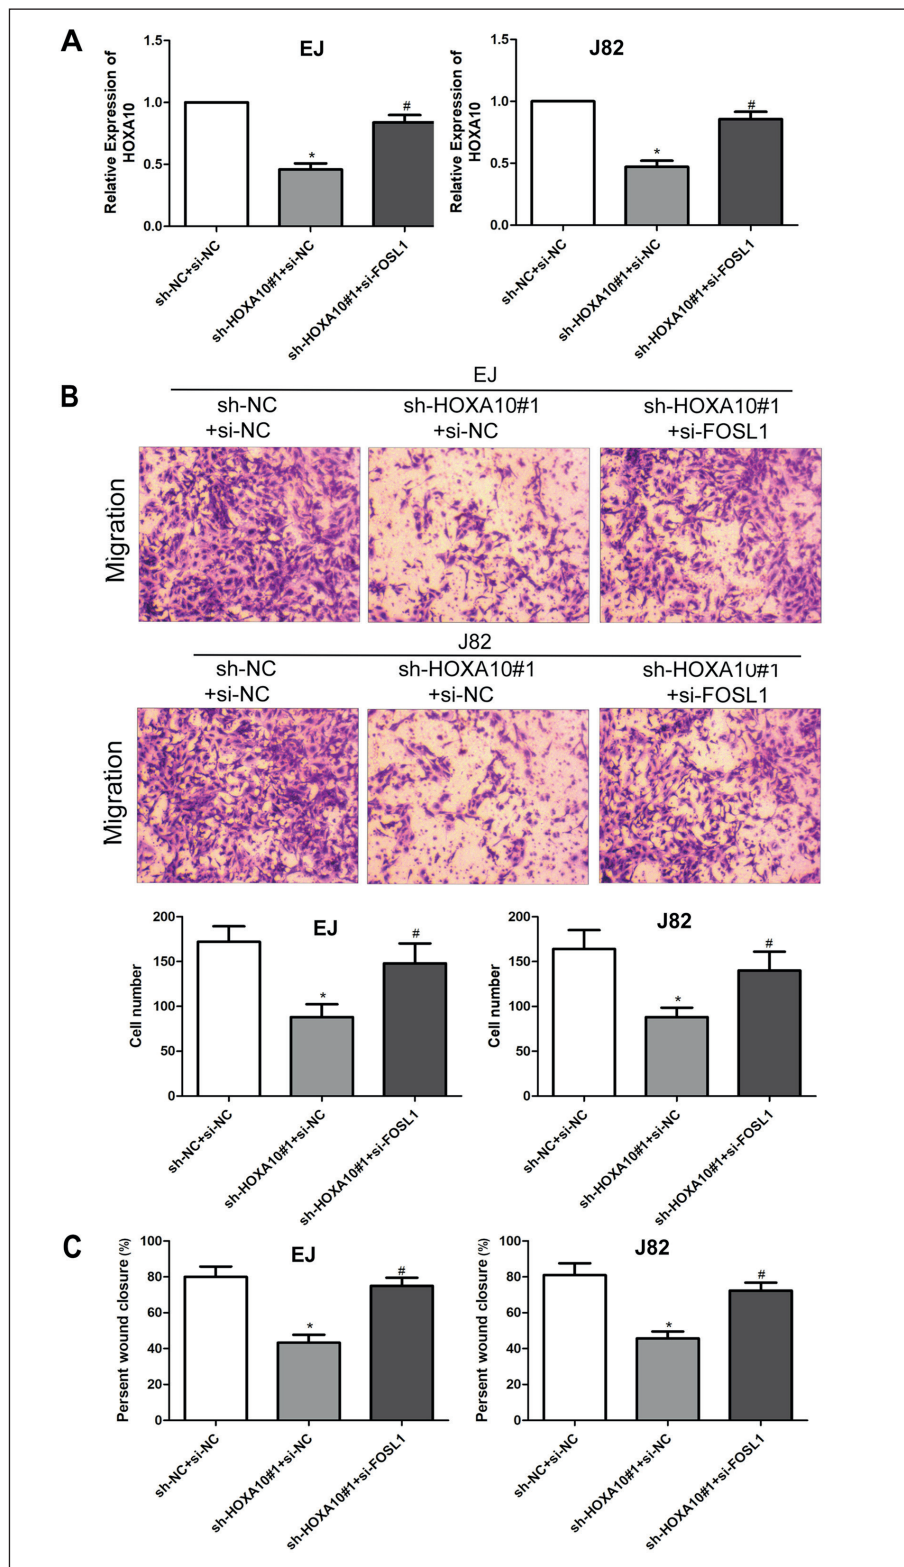 A
EJ
Relative Expression of
HOXA10
1.5
1.0
0.5
0.0
*
#
sh-NC+si-NC
sh-HOXA10#1+si-NC
sh-HOXA10#1+si-FOSL1
J82
Relative Expression of
HOXA10
1.5
1.0
0.5
0.0
*
#
sh-NC+si-NC
sh-HOXA10#1+si-NC
sh-HOXA10#1+si-FOSL1
B
EJ
sh-NC
+si-NC
sh-HOXA10#1
+si-NC
sh-HOXA10#1
+si-FOSL1
Migration
J82
sh-NC
+si-NC
sh-HOXA10#1
+si-NC
sh-HOXA10#1
+si-FOSL1
Migration
EJ
Cell number
200
150
100
50
0
*
#
sh-NC+si-NC
sh-HOXA10#1+si-NC
sh-HOXA10#1+si-FOSL1
J82
Cell number
200
150
100
50
0
*
#
sh-NC+si-NC
sh-HOXA10#1+si-NC
sh-HOXA10#1+si-FOSL1
C
EJ
Persent wound closure (%)
100
80
60
40
20
0
*
#
sh-NC+si-NC
sh-HOXA10#1+si-NC
sh-HOXA10#1+si-FOSL1
J82
Persent wound closure (%)
100
80
60
40
20
0
*
#
sh-NC+si-NC
sh-HOXA10#1+si-NC
sh-HOXA10#1+si-FOSL1